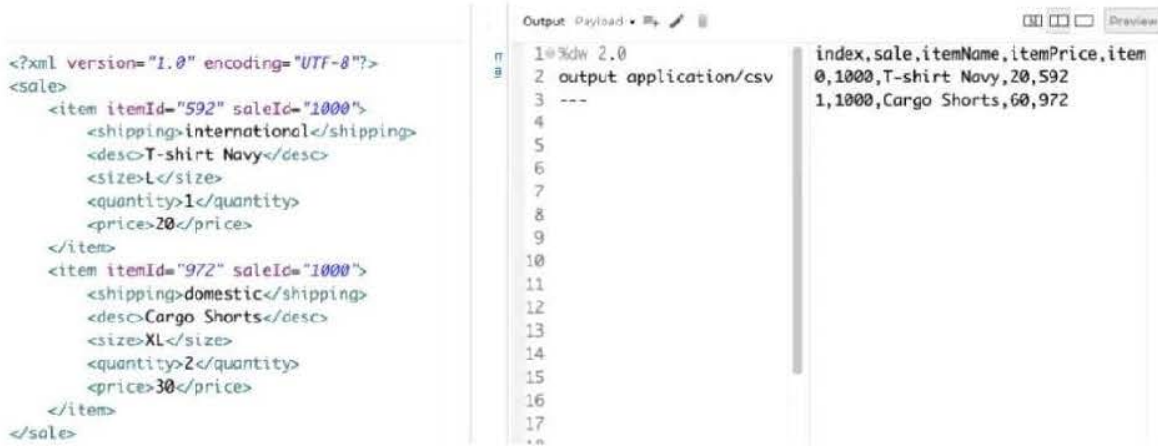 <?xml version="1.0" encoding="UTF-8"?>
<sale>
<item itemId="592" saleId="1000">
<shipping>international</shipping>
<desc>T-shirt Navy</desc>
<size>L</size>
<quantity>1</quantity>
<price>20</price>
</item>
<item itemId="972" saleId="1000">
<shipping>domestic</shipping>
<desc>Cargo Shorts</desc>
<size>XL</size>
<quantity>2</quantity>
<price>30</price>
</item>
</sale>
Output Payload
Preview
1 %dw 2.0
2 output application/csv
3 ---
4
5
6
7
8
9
10
11
12
13
14
15
16
17
index,sale,itemName,itemPrice,item
0,1000,T-shirt Navy,20,592
1,1000,Cargo Shorts,60,972